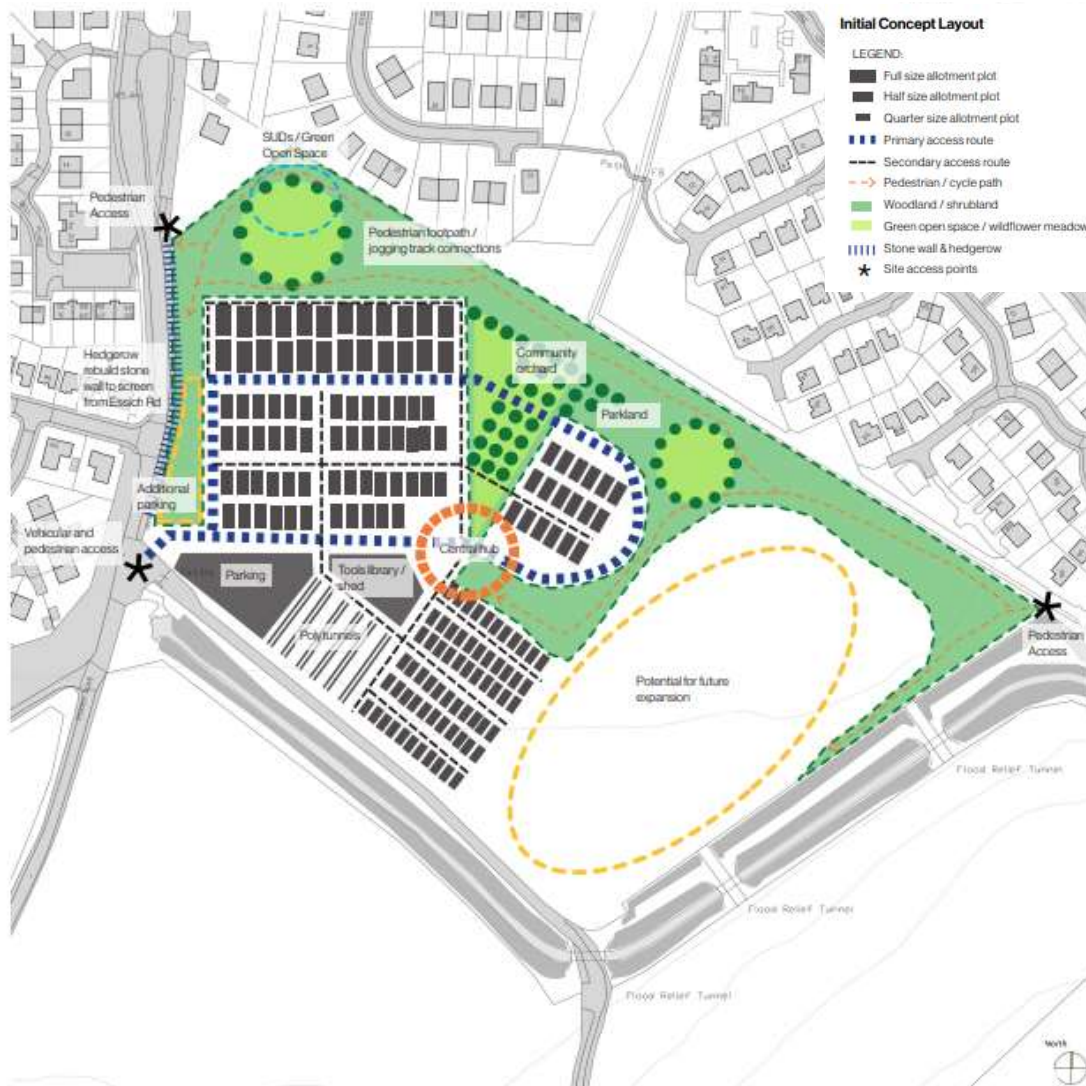 Initial Concept Layout
LEGEND:
Full size allotment plot
Half size allotment plot
Quarter size allotment plot
Primary access route
Secondary access route
Pedestrian / cycle path
Woodland / shrubland
Green open space / wildflower meadow
Stone wall & hedgerow
Site access points
SUDs / Green
Open Space
Pedestrian
Access
Pedestrian footpath /
jogging track connections
Hedgerow
rebuild stone
wall to screen
from Essich Rd
Community
orchard
Parkland
Additional
parking
Vehicular and
pedestrian access
Central hub
Parking
Tools library /
shed
Polytunnels
Pedestrian
Access
Potential for future
expansion
Flood Relief Tunnel
Flood Relief Tunnel
Flood Relief Tunnel
North